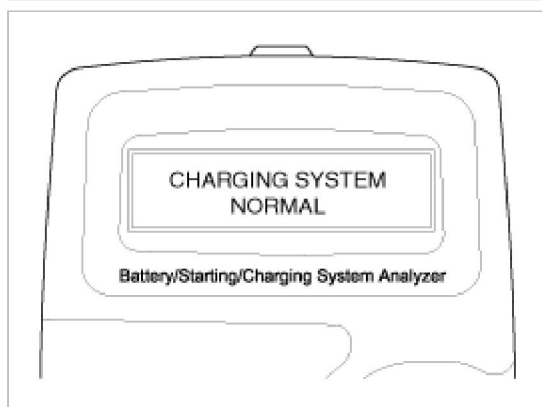 CHARGING SYSTEM
NORMAL
Battery/Starting/Charging System Analyzer